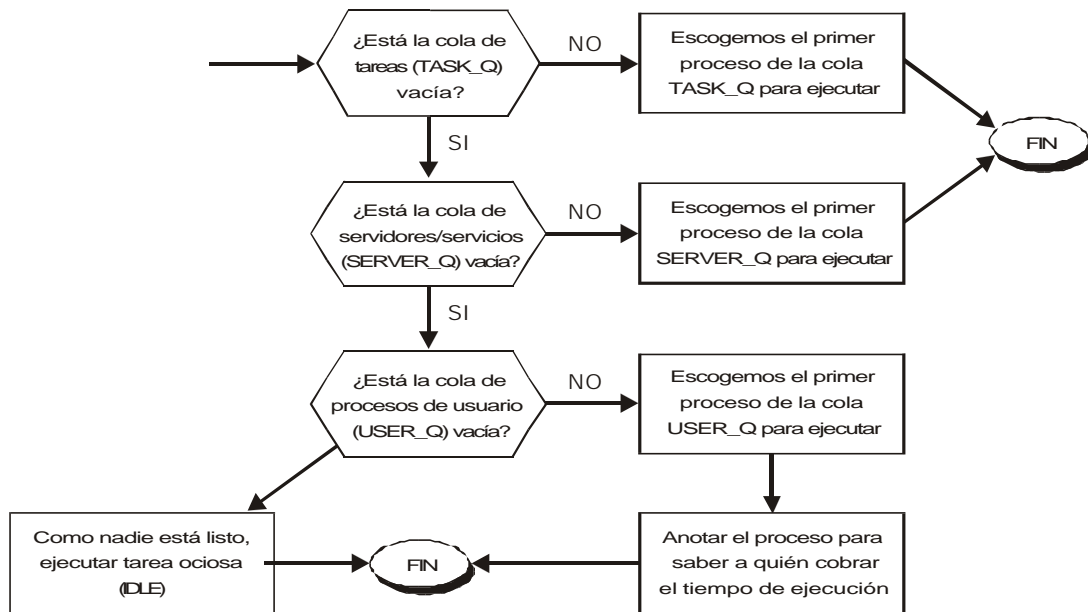 ¿Está la cola de
tareas (TASK_Q)
vacía?
NO
Escogemos el primer
proceso de la cola
TASK_Q para ejecutar
FIN
SI
¿Está la cola de
servidores/servicios
(SERVER_Q) vacía?
NO
Escogemos el primer
proceso de la cola
SERVER_Q para ejecutar
SI
¿Está la cola de
procesos de usuario
(USER_Q) vacía?
NO
Escogemos el primer
proceso de la cola
USER_Q para ejecutar
Como nadie está listo,
ejecutar tarea ociosa
(IDLE)
FIN
Anotar el proceso para
saber a quién cobrar
el tiempo de ejecución